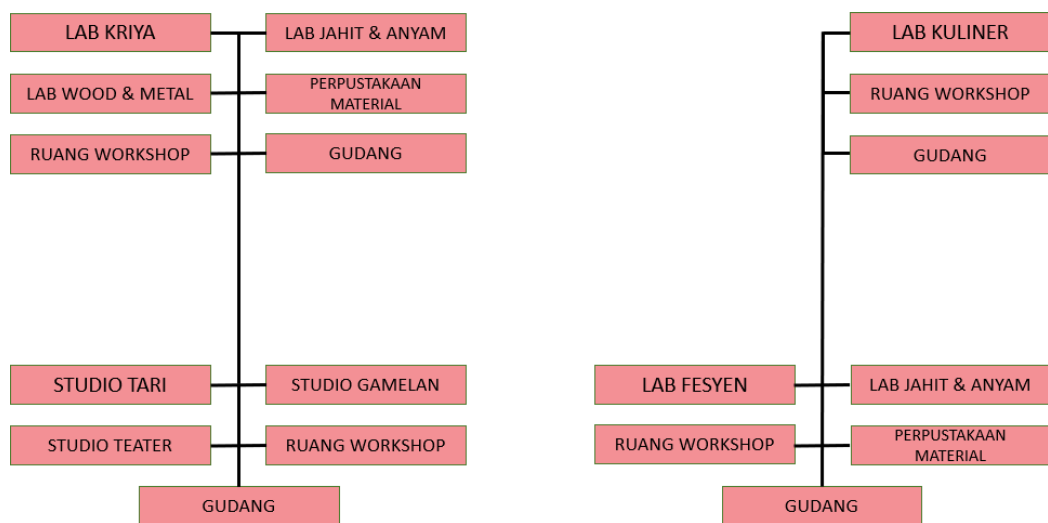 LAB KRIYA
LAB JAHIT & ANYAM
LAB WOOD & METAL
PERPUSTAKAAN
MATERIAL
RUANG WORKSHOP
GUDANG
STUDIO TARI
STUDIO GAMELAN
STUDIO TEATER
RUANG WORKSHOP
GUDANG
LAB KULINER
RUANG WORKSHOP
GUDANG
LAB FESYEN
LAB JAHIT & ANYAM
RUANG WORKSHOP
PERPUSTAKAAN
MATERIAL
GUDANG